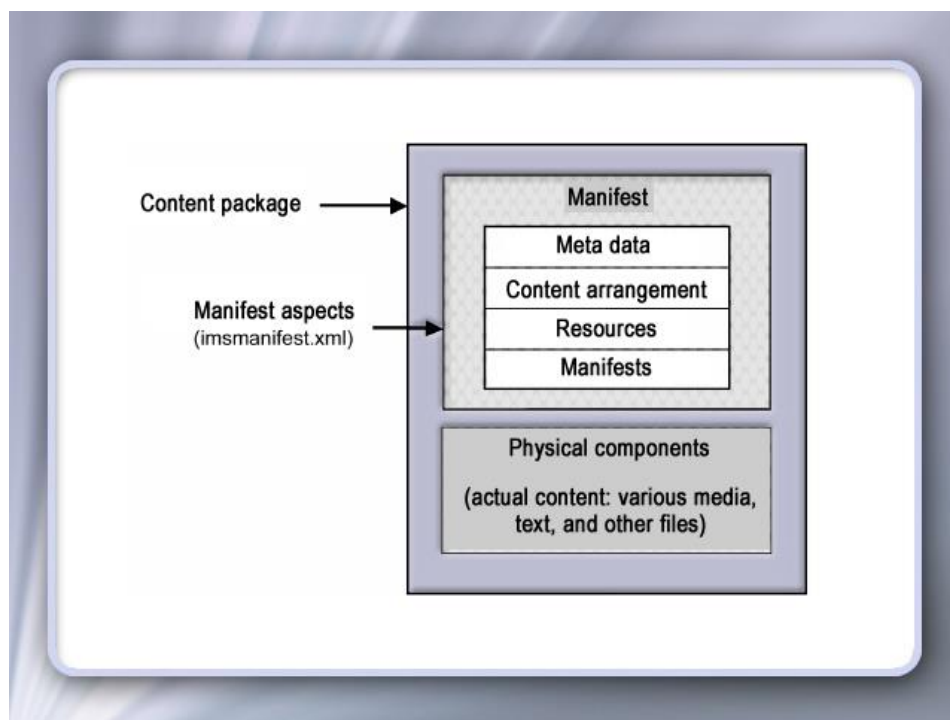 Content package
Manifest aspects
(imsmanifest.xml)
Manifest
Meta data
Content arrangement
Resources
Manifests
Physical components
(actual content: various media,
text, and other files)